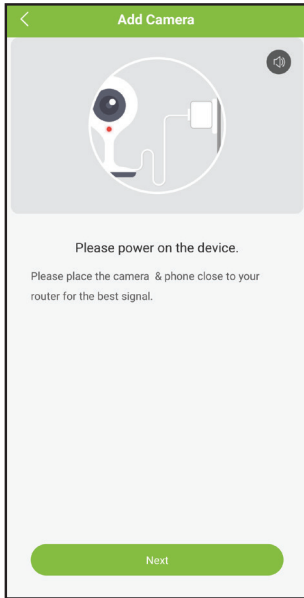 Add Camera
Please power on the device.
Please place the camera & phone close to your
router for the best signal.
Next